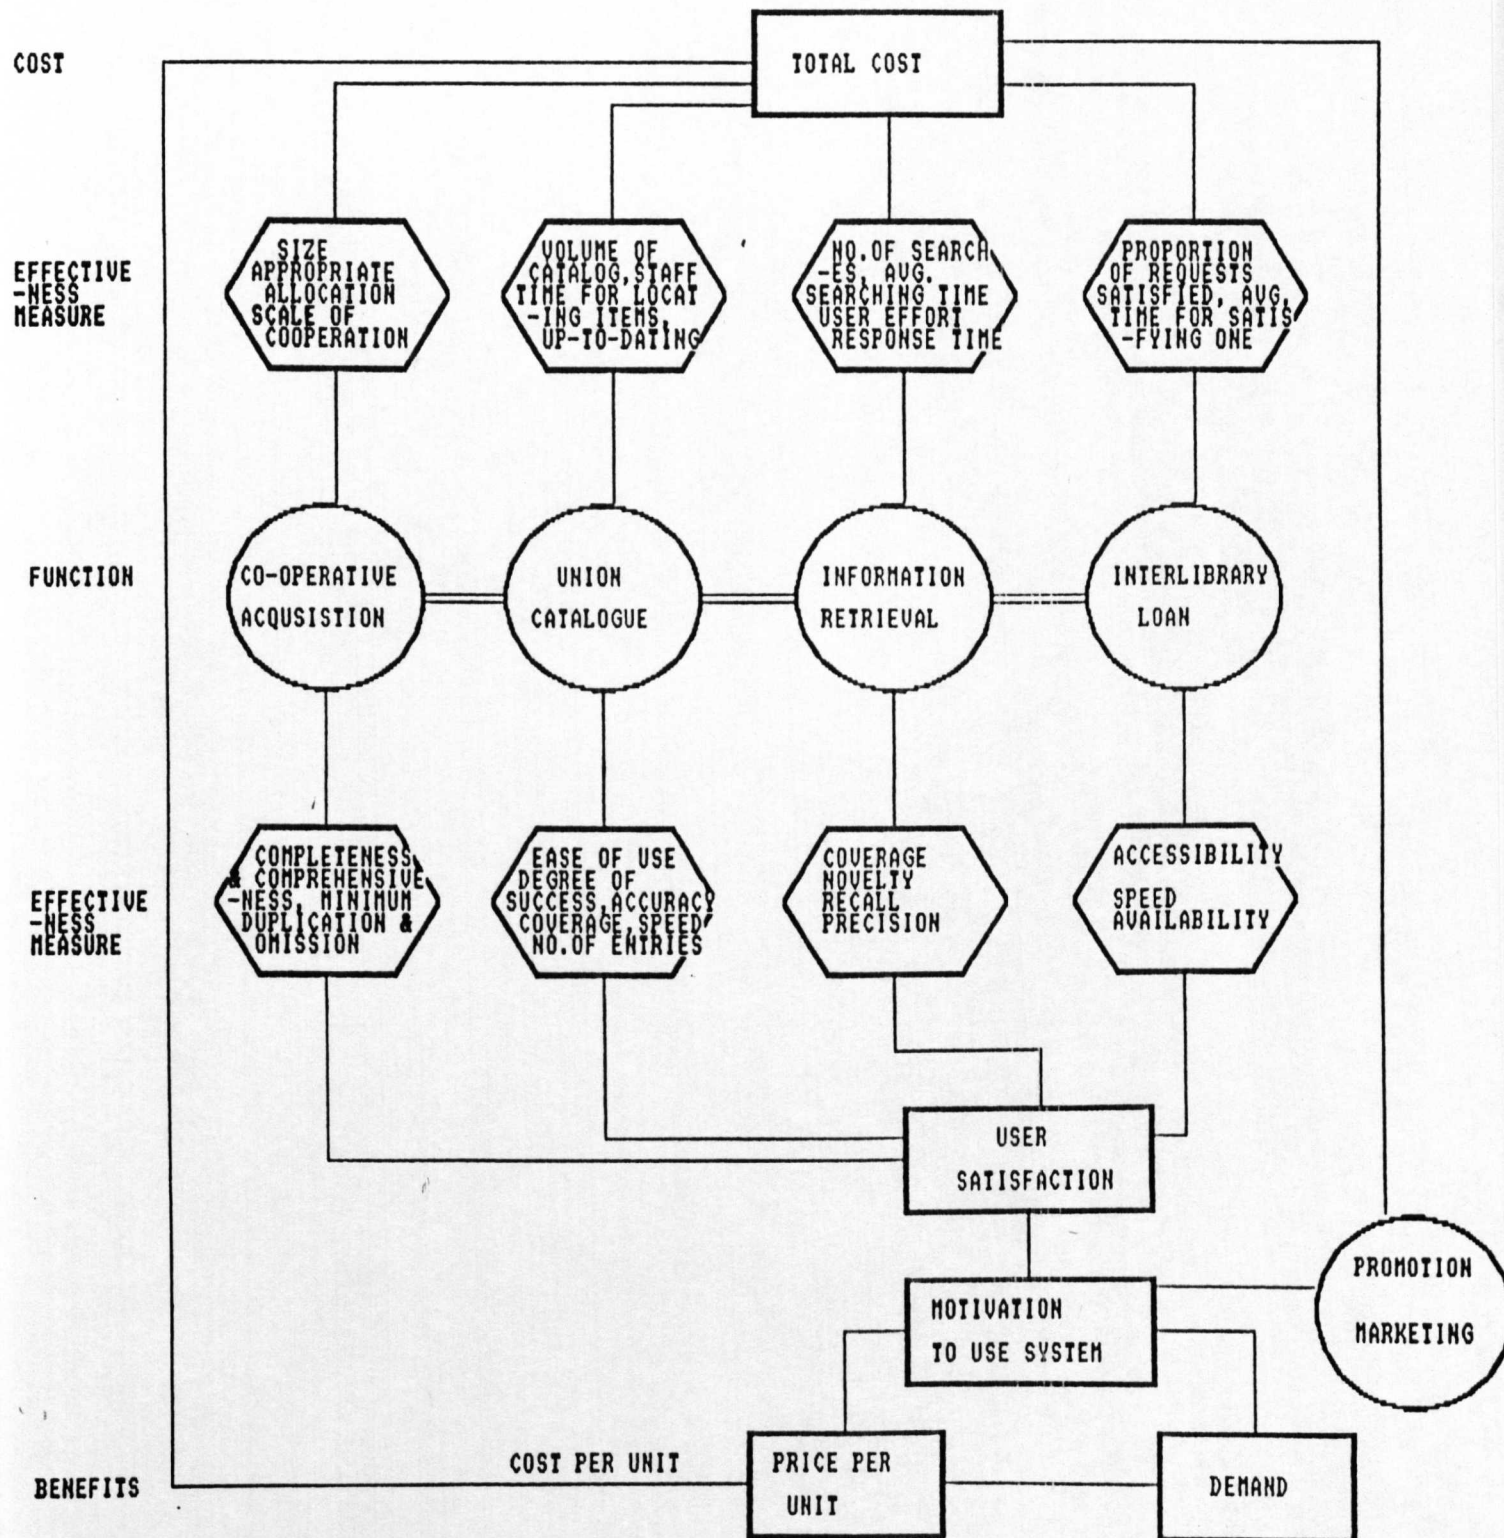 COST
TOTAL COST
EFFECTIVE
-NESS
MEASURE
SIZE
APPROPRIATE
ALLOCATION
SCALE OF
COOPERATION
VOLUME OF
CATALOG,STAFF
TIME FOR LOCAT
-ING ITEMS,
UP-TO-DATING
NO.OF SEARCH
-ES, AVG.
SEARCHING TIME
USER EFFORT
RESPONSE TIME
PROPORTION
OF REQUESTS
SATISFIED, AVG.
TIME FOR SATIS
-FYING ONE
FUNCTION
CO-OPERATIVE
ACQUSISTION
UNION
CATALOGUE
INFORMATION
RETRIEVAL
INTERLIBRARY
LOAN
EFFECTIVE
-NESS
MEASURE
COMPLETENESS
& COMPREHENSIVE
-NESS, MINIMUM
DUPLICATION &
OMISSION
EASE OF USE
DEGREE OF
SUCCESS,ACCURACY
COVERAGE,SPEED
NO.OF ENTRIES
COVERAGE
NOVELTY
RECALL
PRECISION
ACCESSIBILITY
SPEED
AVAILABILITY
USER
SATISFACTION
PROMOTION
MARKETING
MOTIVATION
TO USE SYSTEM
BENEFITS
COST PER UNIT
PRICE PER
UNIT
DEMAND